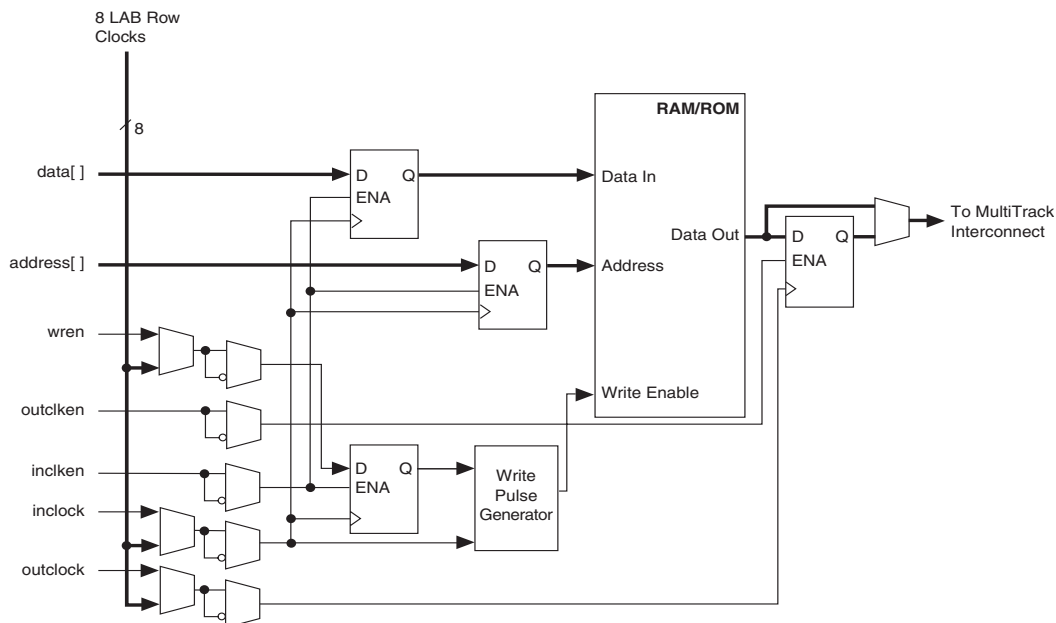 8 LAB Row
Clocks
8
RAM/ROM
data[ ]
D Q
ENA
Data In
To MultiTrack
Interconnect
Data Out
D Q
ENA
address[ ]
D Q
ENA
Address
wren
Write Enable
outclken
inclken
D Q
ENA
Write
Pulse
Generator
inclock
outclock